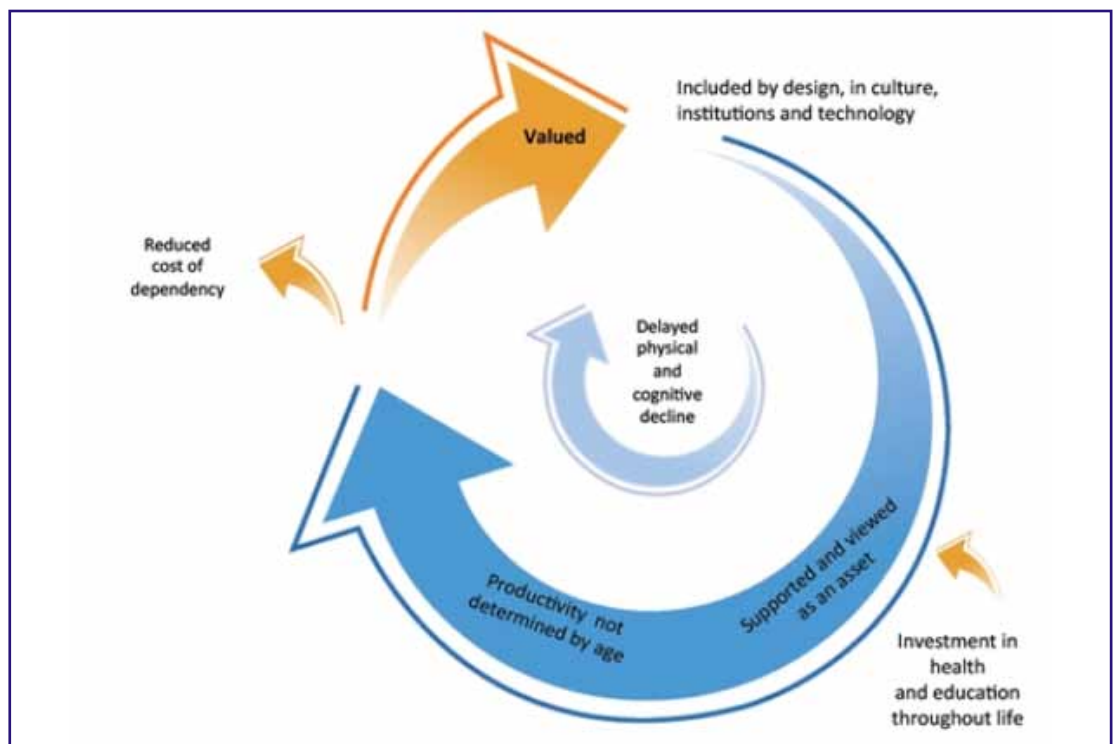 Included by design, in culture,
institutions and technology
Valued
Reduced
cost of
dependency
Delayed
physical
and
cognitive
decline
Supported and viewed
as an asset
Productivity not
determined by age
Investment in
health
and education
throughout life